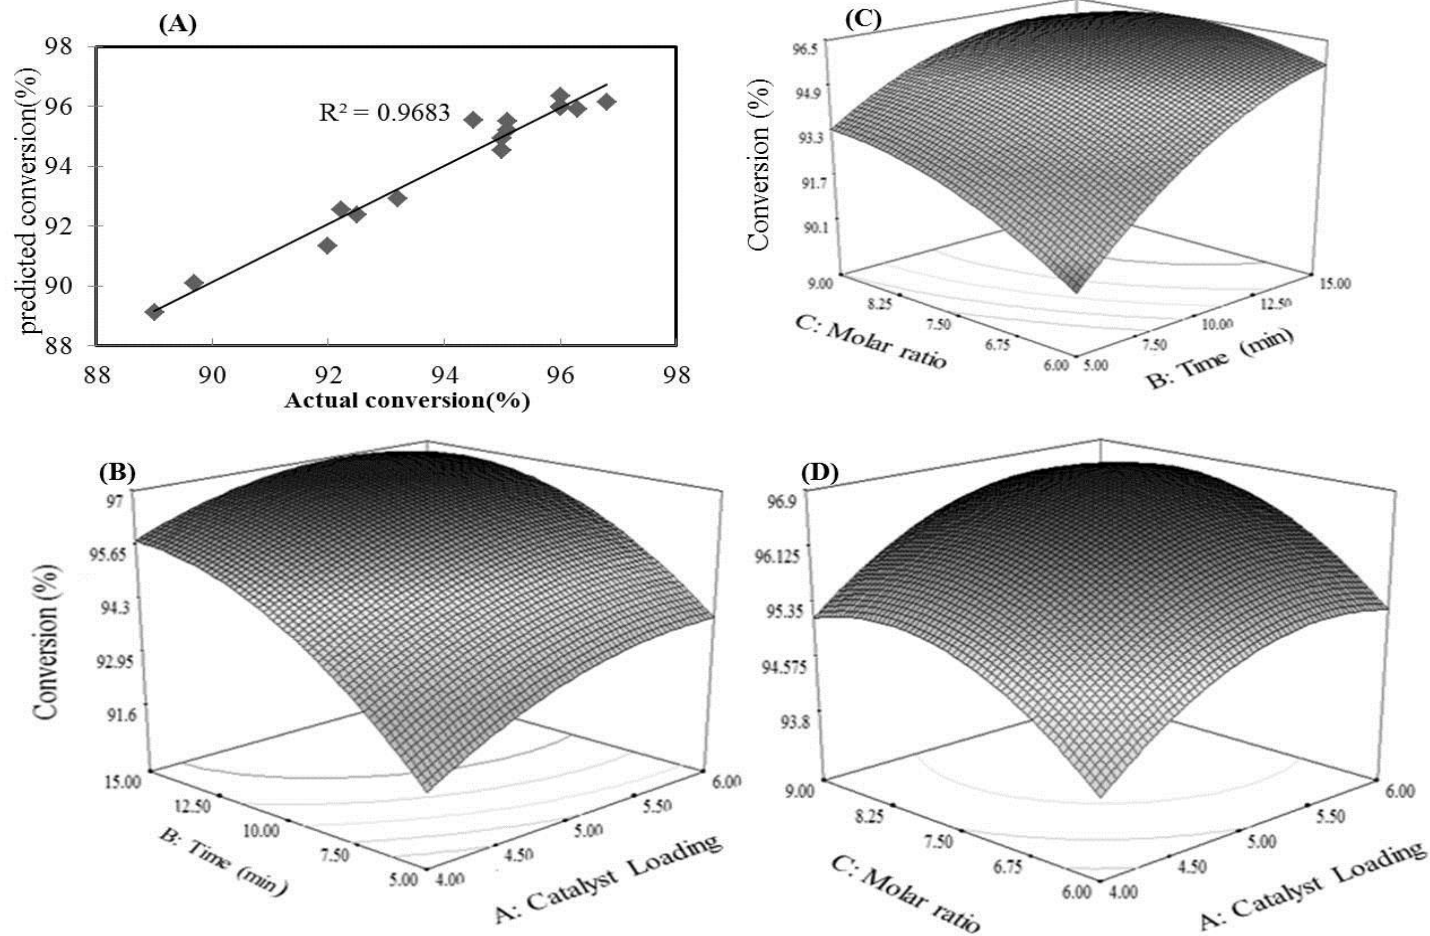 (A)
98
96
94
92
90
88
predicted conversion(%)
R² = 0.9683
88 90 92 94 96 98
Actual conversion(%)
(C)
96.5
94.9
93.3
91.7
90.1
Conversion (%)
9.00 8.25 7.50 6.75 6.00
C: Molar ratio
5.00 7.50 10.00 12.50 15.00
B: Time (min)
(B)
97
95.65
94.3
92.95
91.6
Conversion (%)
15.00 12.50 10.00 7.50 5.00
B: Time (min)
4.00 4.50 5.00 5.50 6.00
A: Catalyst Loading
(D)
96.9
96.125
95.35
94.575
93.8
9.00 8.25 7.50 6.75 6.00
C: Molar ratio
4.00 4.50 5.00 5.50 6.00
A: Catalyst Loading